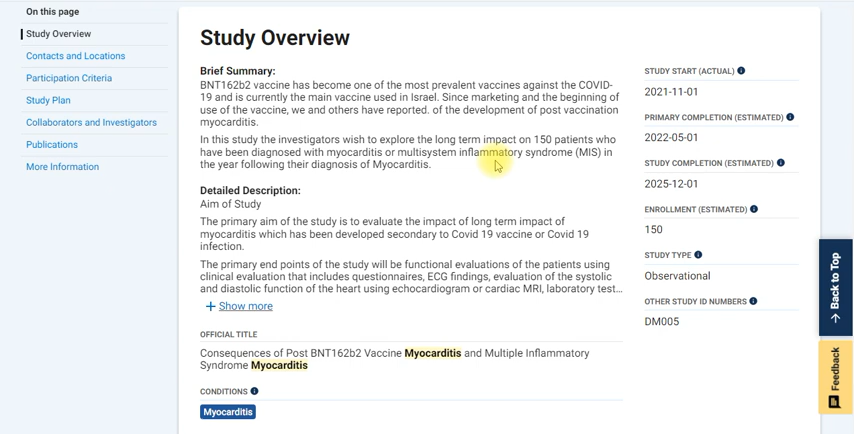 On this page
Study Overview
Contacts and Locations
Participation Criteria
Study Plan
Collaborators and Investigators
Publications
More Information
Study Overview
Brief Summary:
BNT162b2 vaccine has become one of the most prevalent vaccines against the COVID-
19 and is currently the main vaccine used in Israel. Since marketing and the beginning of
use of the vaccine, we and others have reported. of the development of post vaccination
myocarditis.
In this study the investigators wish to explore the long term impact on 150 patients who
have been diagnosed with myocarditis or multisystem inflammatory syndrome (MIS) in
the year following their diagnosis of Myocarditis.
Detailed Description:
Aim of Study
The primary aim of the study is to evaluate the impact of long term impact of
myocarditis which has been developed secondary to Covid 19 vaccine or Covid 19
infection.
The primary end points of the study will be functional evaluations of the patients using
clinical evaluation that includes questionnaires, ECG findings, evaluation of the systolic
and diastolic function of the heart using echocardiogram or cardiac MRI, laboratory test...
+ Show more
OFFICIAL TITLE
Consequences of Post BNT162b2 Vaccine Myocarditis and Multiple Inflammatory
Syndrome Myocarditis
CONDITIONS
Myocarditis
STUDY START (ACTUAL)
2021-11-01
PRIMARY COMPLETION (ESTIMATED)
2022-05-01
STUDY COMPLETION (ESTIMATED)
2025-12-01
ENROLLMENT (ESTIMATED)
150
STUDY TYPE
Observational
OTHER STUDY ID NUMBERS
DM005
Back to Top
Feedback